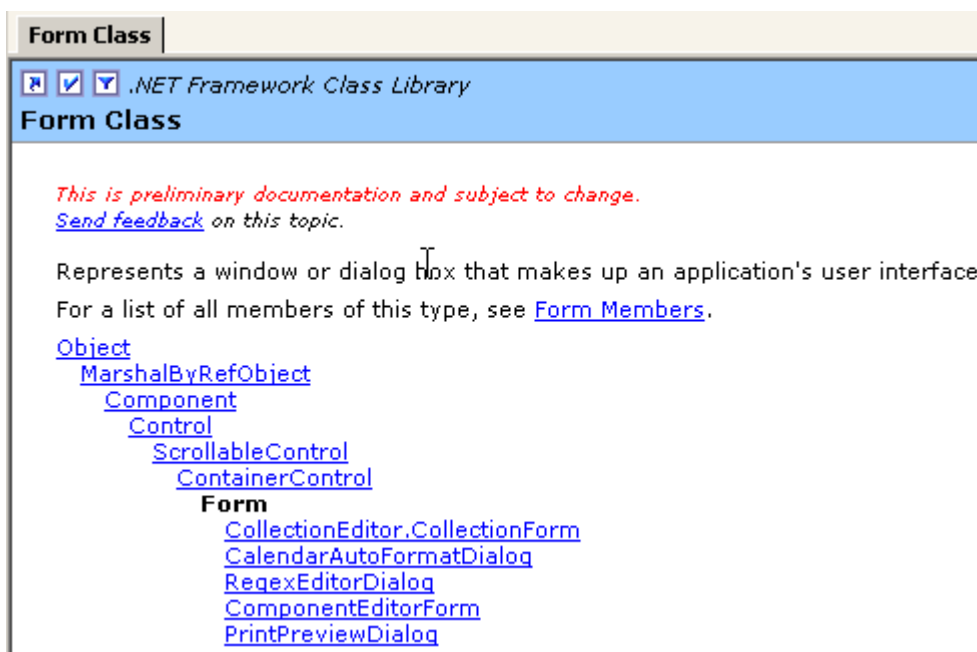 Form Class
.NET Framework Class Library
Form Class
This is preliminary documentation and subject to change.
Send feedback on this topic.
Represents a window or dialog box that makes up an application's user interface
For a list of all members of this type, see Form Members.
Object
MarshalByRefObject
Component
Control
ScrollableControl
ContainerControl
Form
CollectionEditor.CollectionForm
CalendarAutoFormatDialog
RegexEditorDialog
ComponentEditorForm
PrintPreviewDialog